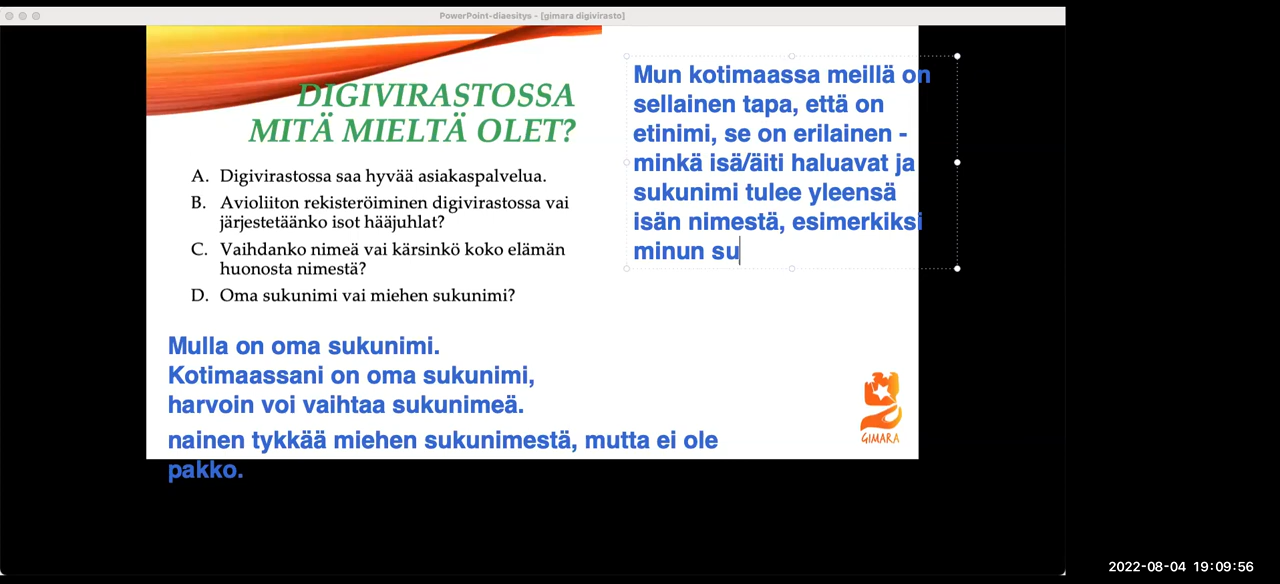 PowerPoint-diaesitys - [gimara digivirasto]
DIGIVIRASTOSSA
MITÄ MIELTÄ OLET?
A. Digivirastossa saa hyvää asiakaspalvelua.
B. Avioliiton rekisteröiminen digivirastossa vai
järjestetäänko isot hääjuhlat?
C. Vaihdanko nimeä vai kärsinkö koko elämän
huonosta nimestä?
D. Oma sukunimi vai miehen sukunimi?
Mun kotimaassa meillä on
sellainen tapa, että on
etinimi, se on erilainen -
minkä isä/äiti haluavat ja
sukunimi tulee yleensä
isän nimestä, esimerkiksi
minun su
Mulla on oma sukunimi.
Kotimaassani on oma sukunimi,
harvoin voi vaihtaa sukunimeä.
nainen tykkää miehen sukunimestä, mutta ei ole
pakko.
GIMARA
2022-08-04 19:09:56